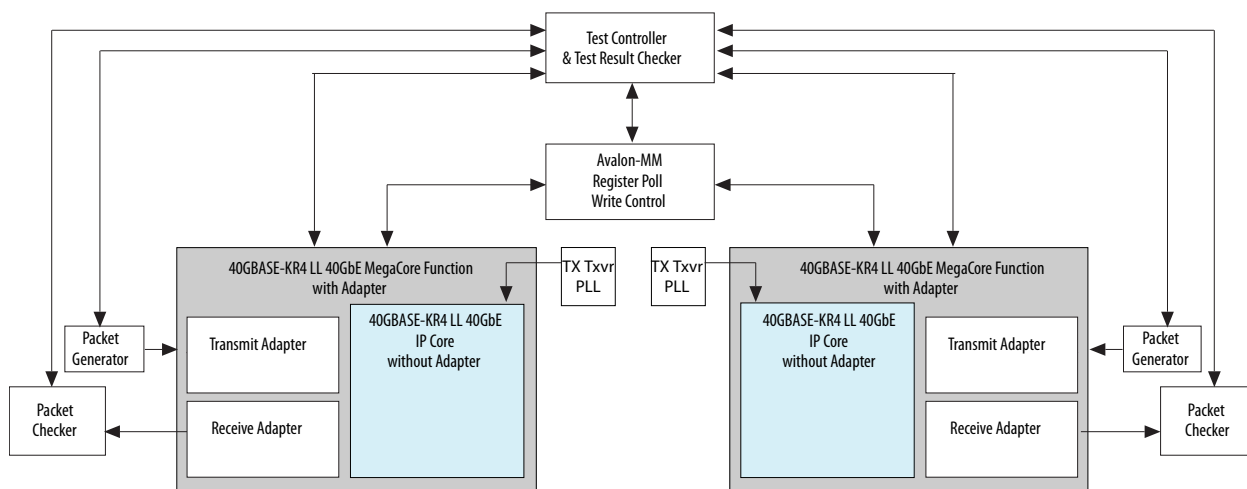 Test Controller
& Test Result Checker
Avalon-MM
Register Poll
Write Control
40GBASE-KR4 LL 40GbE MegaCore Function
with Adapter
TX Txvr
PLL
TX Txvr
PLL
40GBASE-KR4 LL 40GbE MegaCore Function
with Adapter
40GBASE-KR4 LL 40GbE
IP Core
without Adapter
40GBASE-KR4 LL 40GbE
IP Core
without Adapter
Packet
Generator
Transmit Adapter
Transmit Adapter
Packet
Generator
Packet
Checker
Receive Adapter
Receive Adapter
Packet
Checker